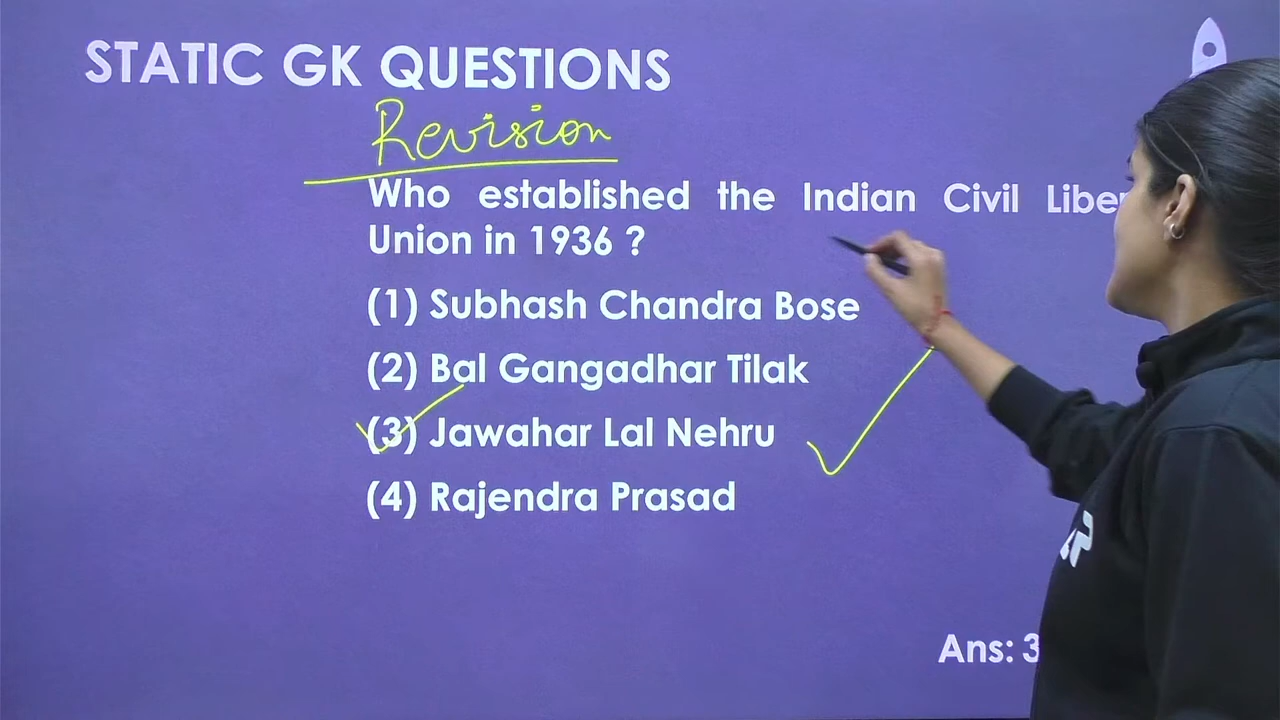 STATIC GK QUESTIONS
Revision
Who established the Indian Civil
Union in 1936 ?
(1) Subhash Chandra Bose
(2) Bal Gangadhar Tilak
(3) Jawahar Lal Nehru
(4) Rajendra Prasad
Ans: 3